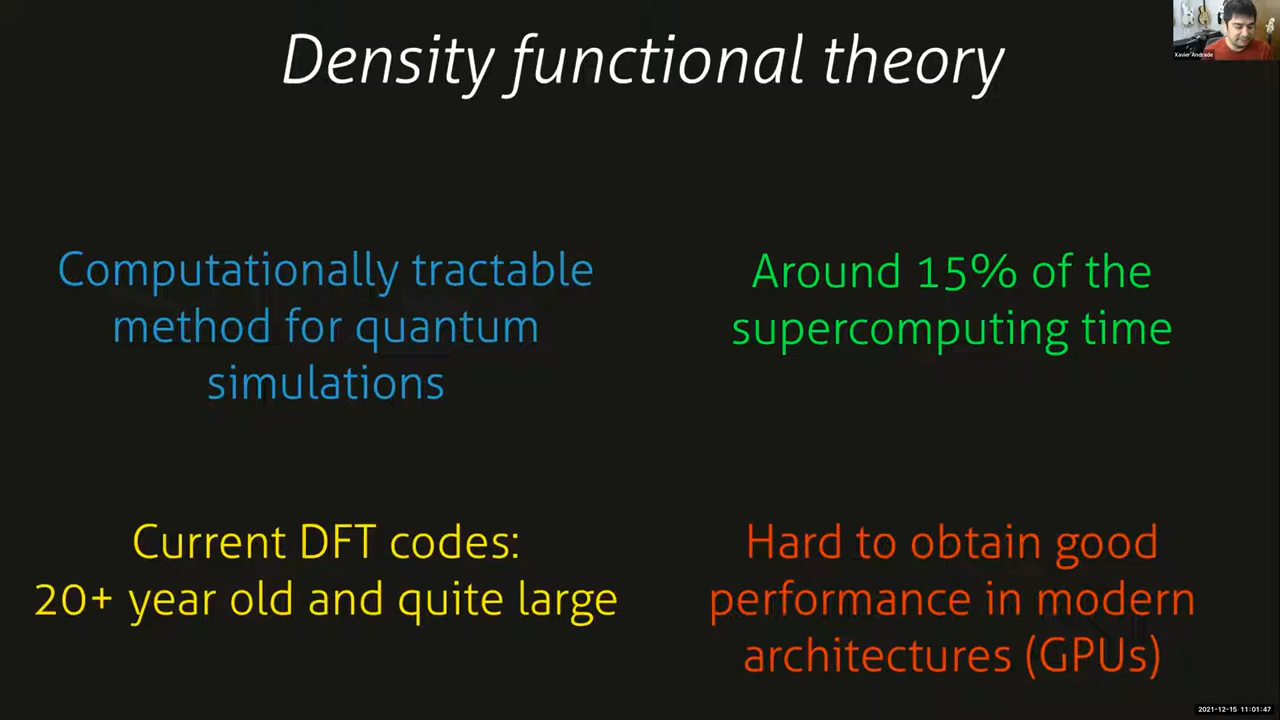 Density functional theory
Xavier Andrade
Computationally tractable
method for quantum
simulations
Around 15% of the
supercomputing time
Current DFT codes:
20+ year old and quite large
Hard to obtain good
performance in modern
architectures (GPUs)
2021-12-15 11:01:47